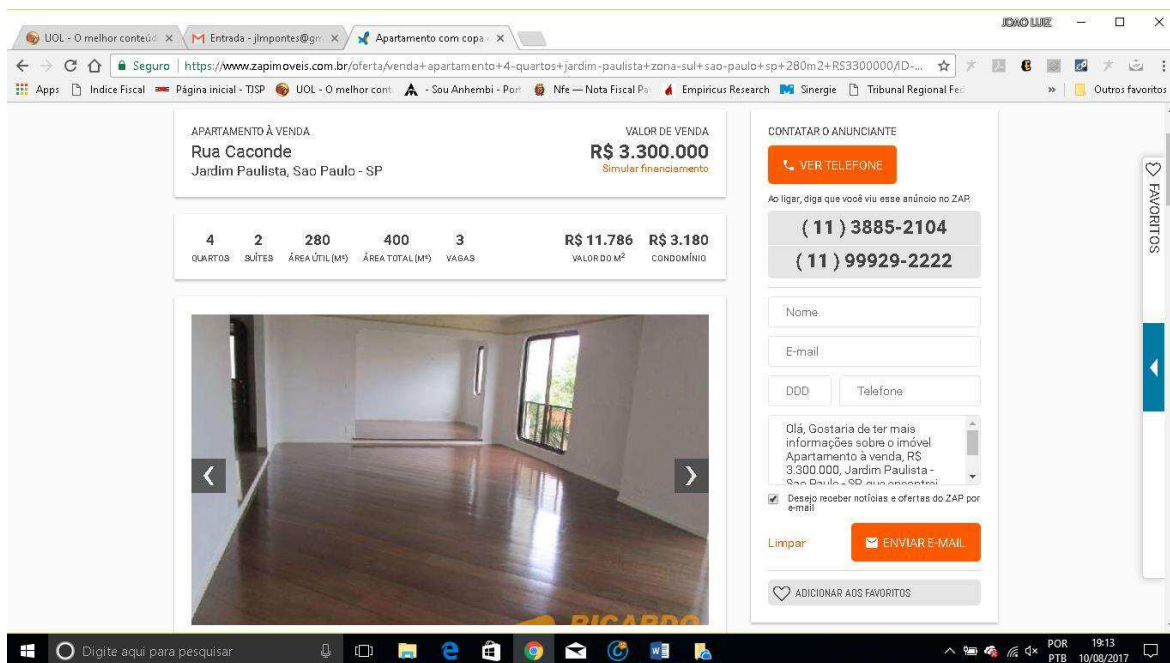 JOAO LUIZ
UOL - O melhor conteúd
Entrada - jlmpontes@gm
Apartamento com copa
Seguro | https://www.zapimoveis.com.br/oferta/venda+apartamento+4-quartos+jardim-paulista+zona-sul+sao-paulo+sp+280m2+RS3300000/ID-...
Apps Indice Fiscal Página inicial - TJSP UOL - O melhor cont - Sou Anhembi - Por Nfe — Nota Fiscal Pa Empiricus Research Sinergie Tribunal Regional Fed » Outros favoritos
APARTAMENTO À VENDA
Rua Caconde
Jardim Paulista, Sao Paulo - SP
VALOR DE VENDA
R$ 3.300.000
Simular financiamento
4 2 280 400 3 R$ 11.786 R$ 3.180
QUARTOS SUÍTES ÁREA ÚTIL (M²) ÁREA TOTAL (M²) VAGAS VALOR DO M² CONDOMÍNIO
RICARDO
CONTATAR O ANUNCIANTE
VER TELEFONE
Ao ligar, diga que você viu esse anúncio no ZAP.
( 11 ) 3885-2104
( 11 ) 99929-2222
Nome
E-mail
DDD Telefone
Olá, Gostaria de ter mais
informações sobre o imóvel
Apartamento à venda, R$
3.300.000, Jardim Paulista -
Sao Paulo - SP, que encontrei
Desejo receber notícias e ofertas do ZAP por
e-mail
Limpar ENVIAR E-MAIL
ADICIONAR AOS FAVORITOS
FAVORITOS
Digite aqui para pesquisar
POR 19:13
PTB 10/08/2017